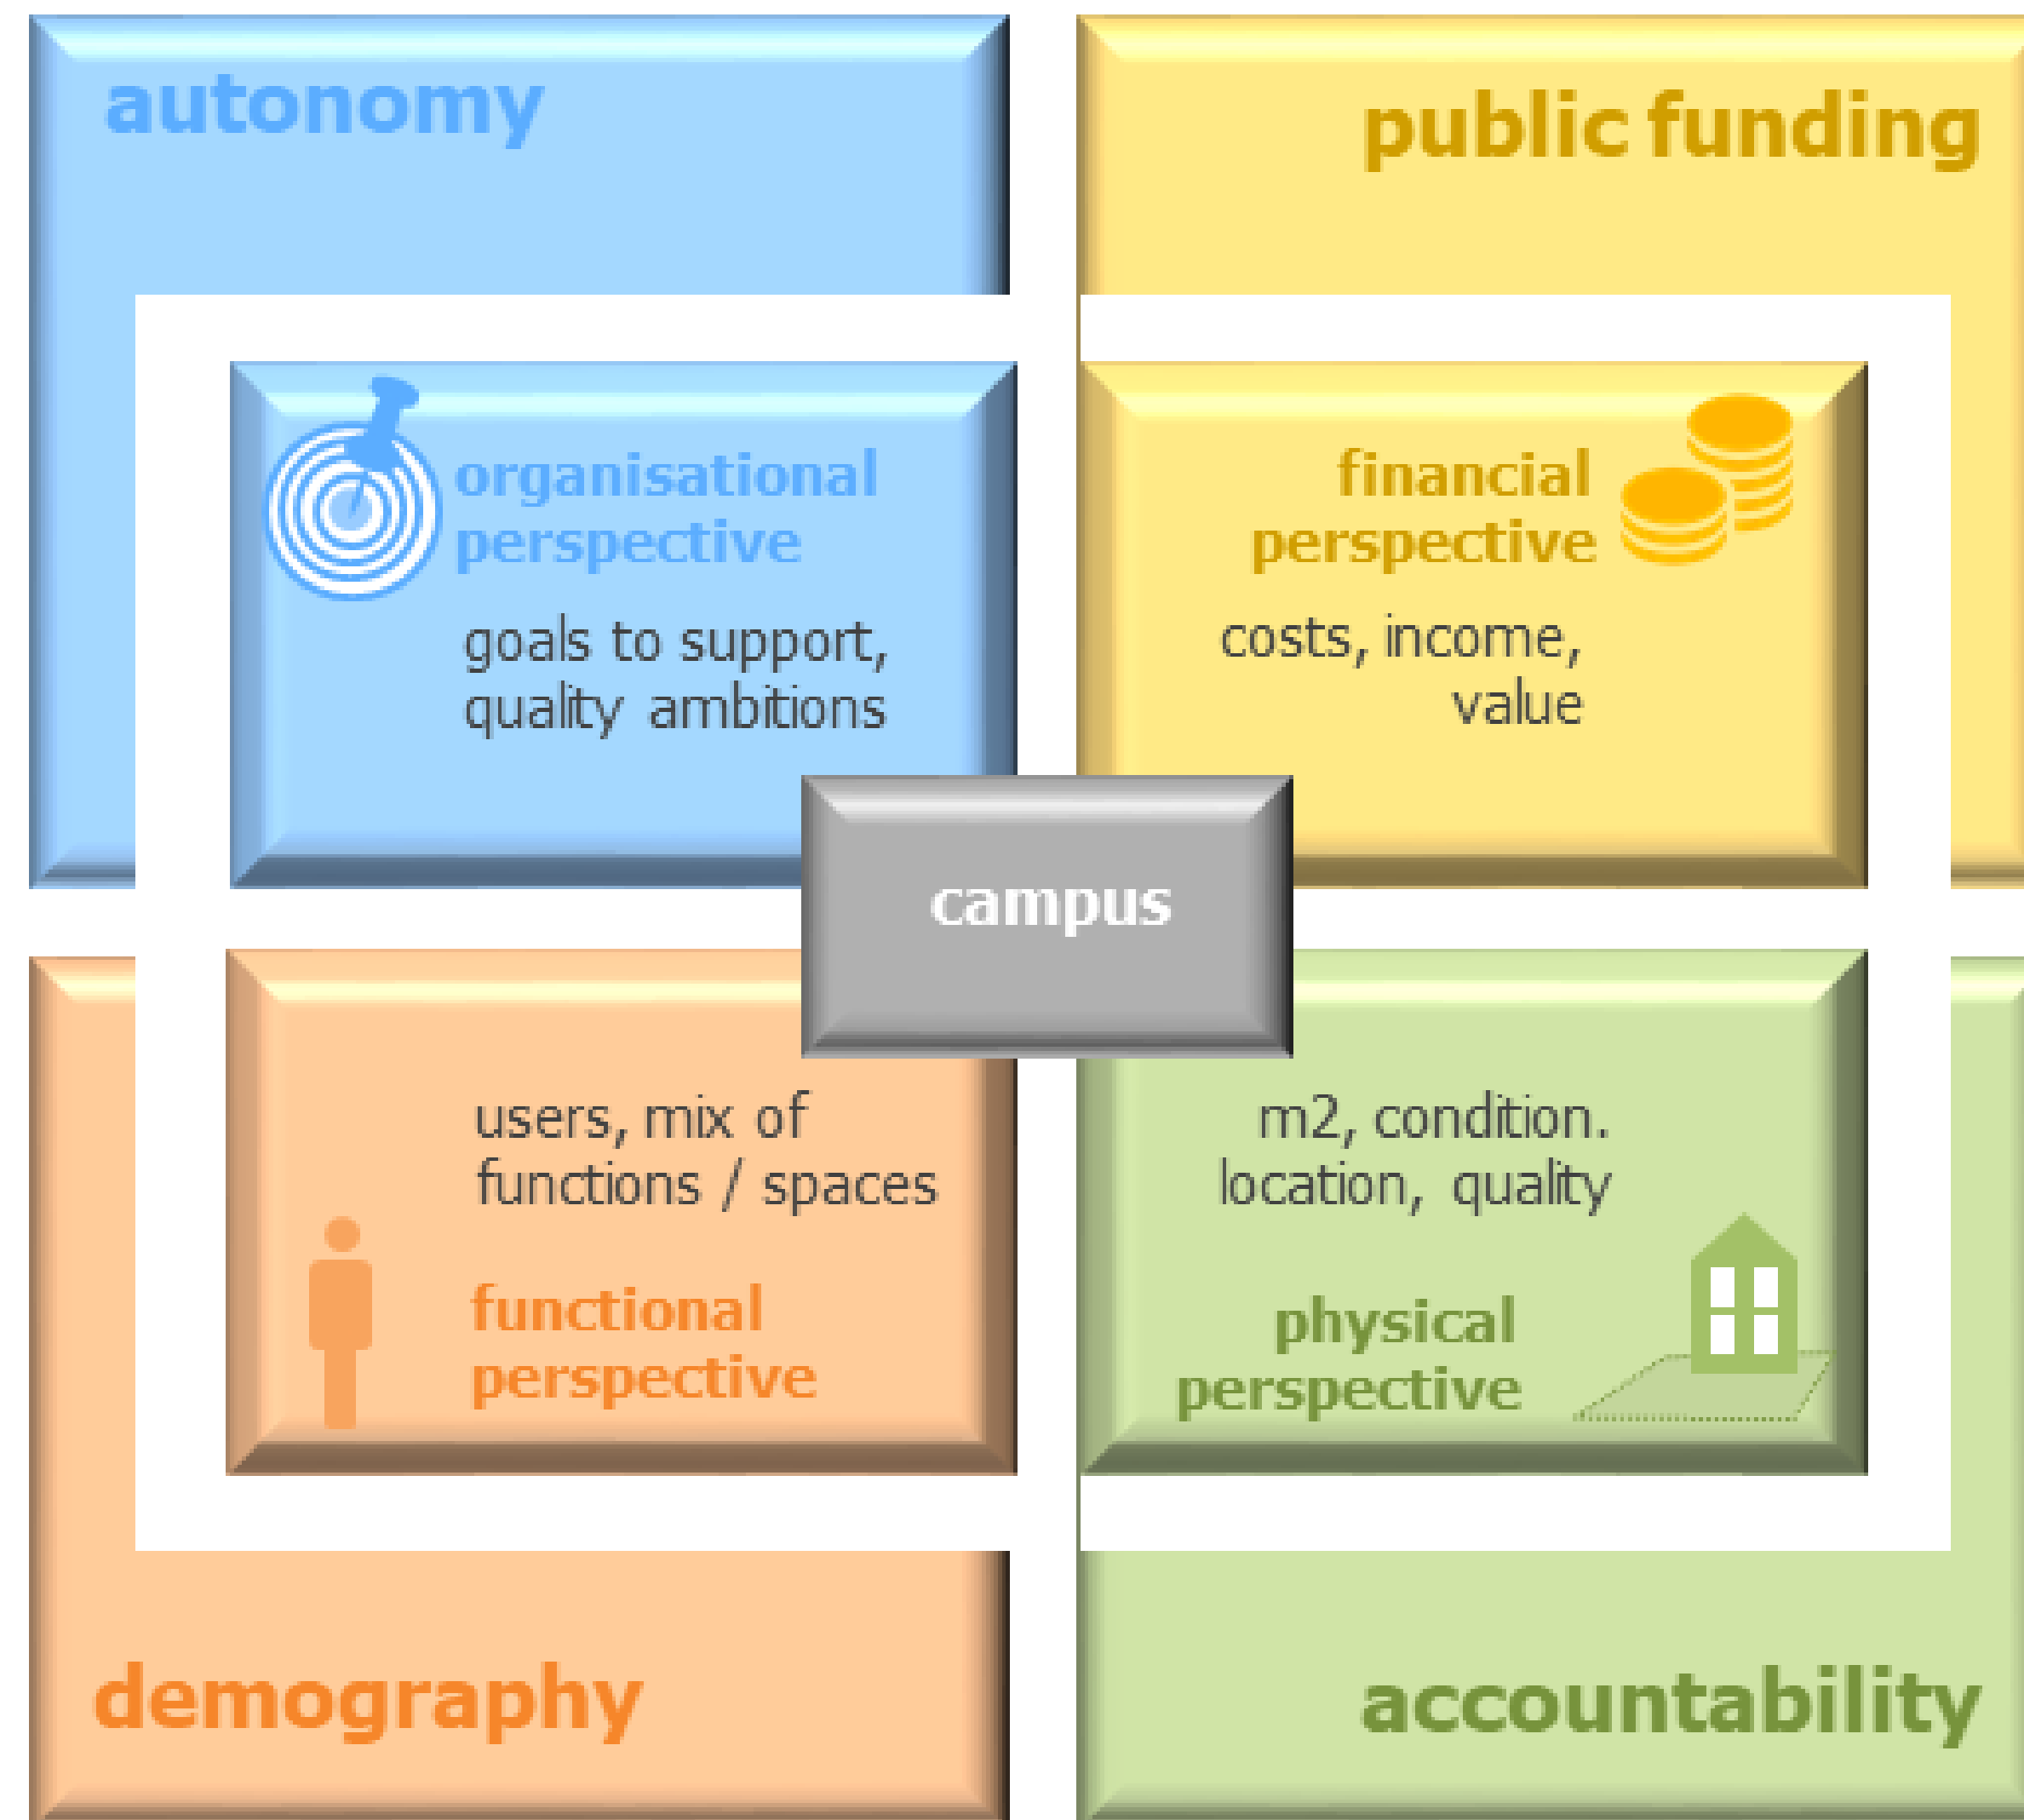 autonomy
public funding
organisational
perspective
goals to support,
quality ambitions
financial
perspective
costs, income,
value
campus
users, mix of
functions / spaces
functional
perspective
m2, condition.
location, quality
physical
perspective
demography
accountability